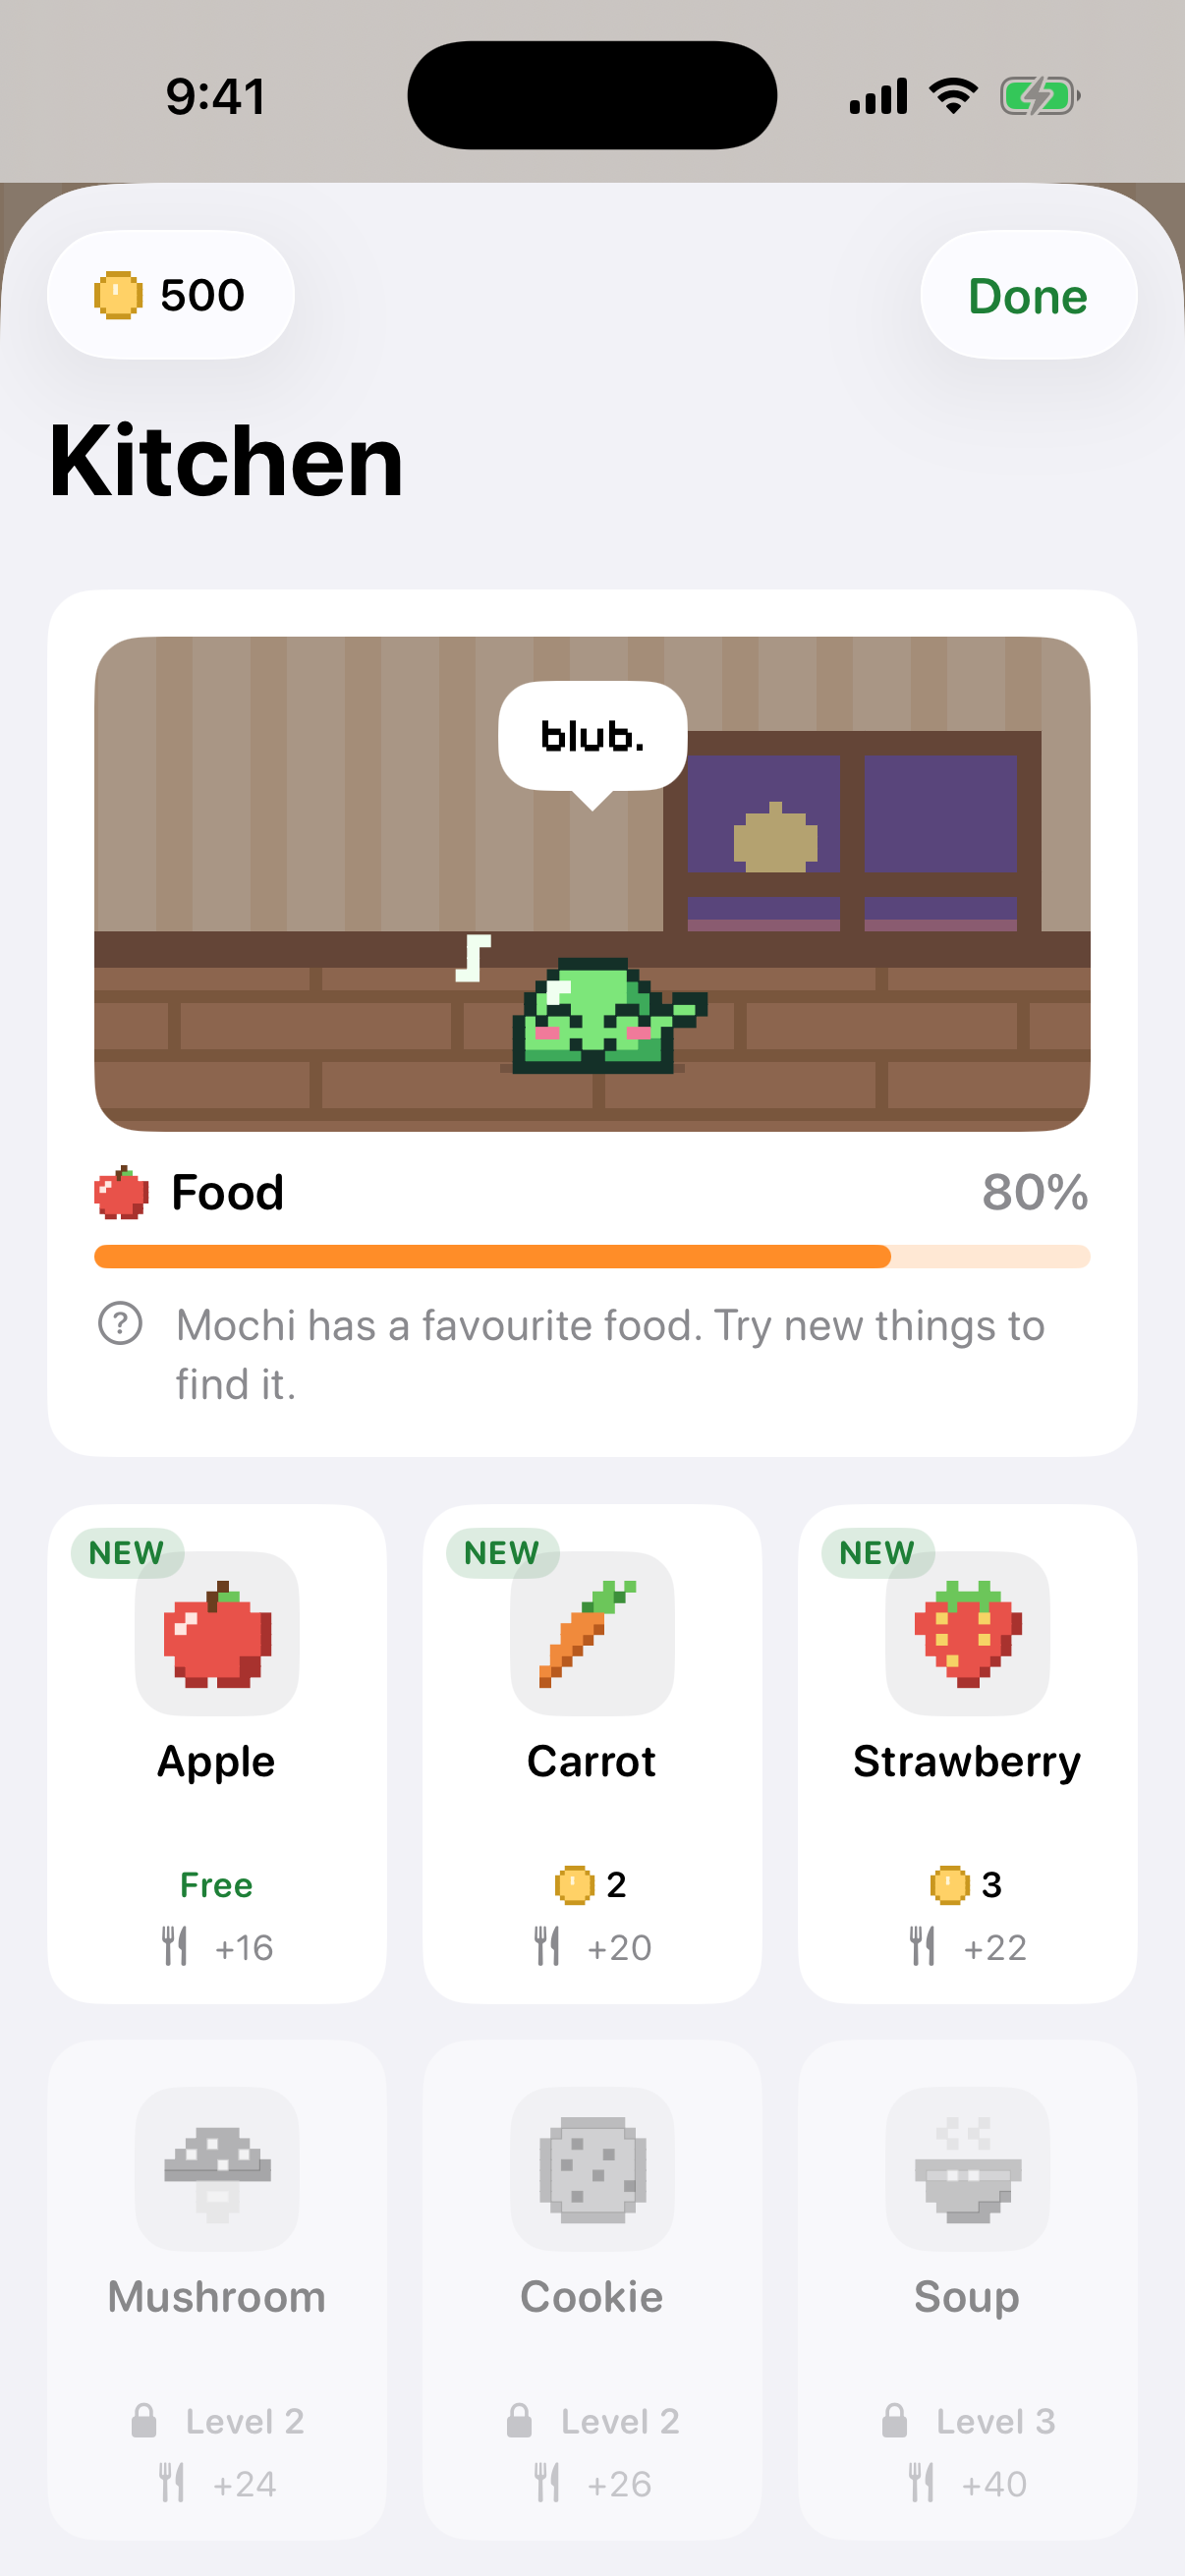 9:41
500
Done
Kitchen
blub.
Food
80%
Mochi has a favourite food. Try new things to
find it.
NEW
NEW
NEW
Apple
Carrot
Strawberry
Free
2
3
+16
+20
+22
Mushroom
Cookie
Soup
Level 2
Level 2
Level 3
+24
+26
+40